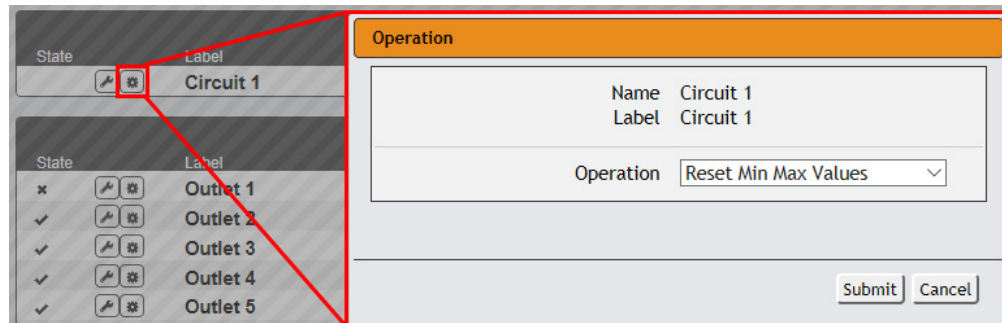 State Label
Circuit 1
State Label
Outlet 1
Outlet 2
Outlet 3
Outlet 4
Outlet 5
Operation
Name Circuit 1
Label Circuit 1
Operation Reset Min Max Values
Submit Cancel